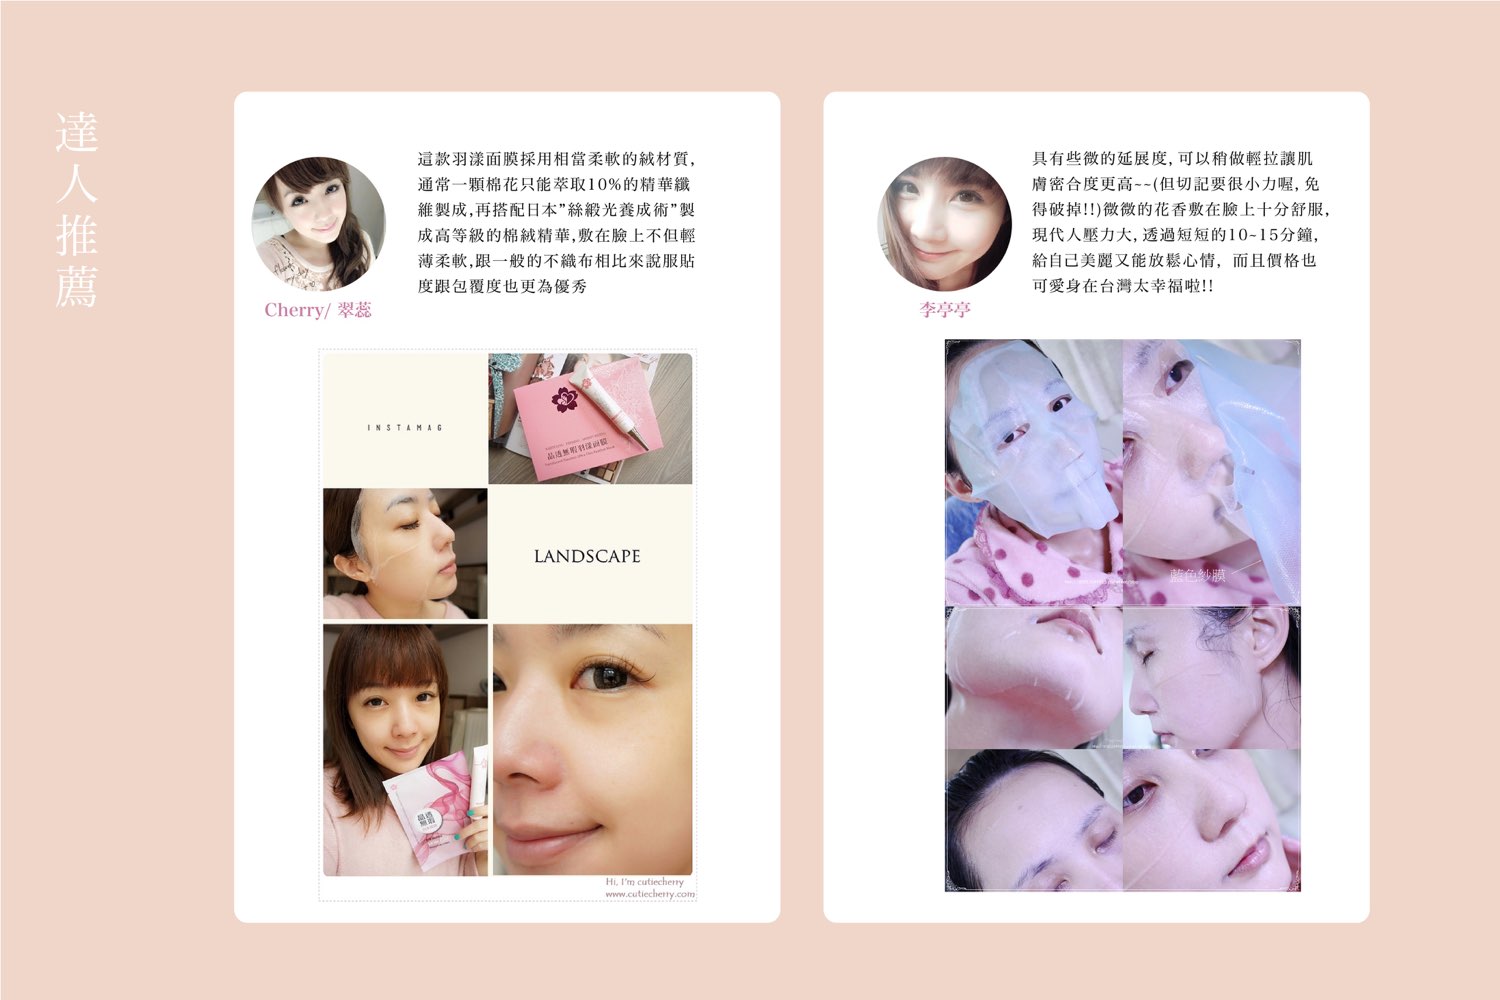 達人推薦
這款羽漾面膜採用相當柔軟的絨材質,
通常一顆棉花只能萃取10%的精華纖
維製成,再搭配日本”絲緞光養成術”製
成高等級的棉絨精華,敷在臉上不但輕
薄柔軟,跟一般的不織布相比來說服貼
度跟包覆度也更為優秀
Cherry/ 翠蕊
INSTAMAG
晶透無瑕羽漾面膜
LANDSCAPE
晶透
無瑕
Hi, I'm cutiecherry
www.cutiecherry.com
具有些微的延展度, 可以稍做輕拉讓肌
膚密合度更高~~(但切記要很小力喔, 免
得破掉!!)微微的花香敷在臉上十分舒服,
現代人壓力大, 透過短短的10~15分鐘,
給自己美麗又能放鬆心情, 而且價格也
可愛身在台灣太幸福啦!!
李亭亭
藍色紗膜